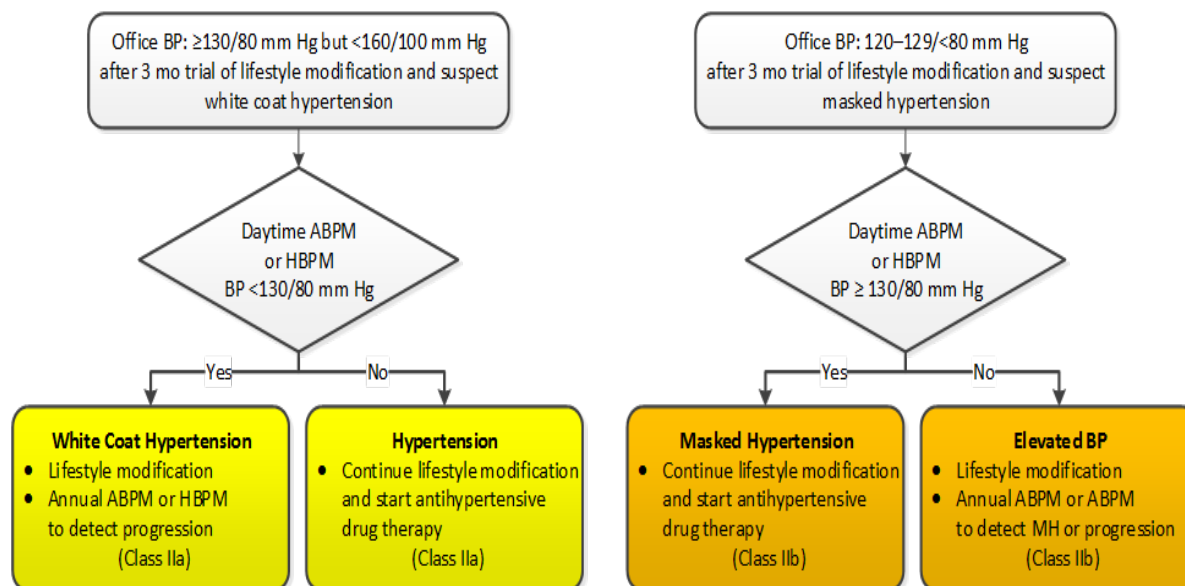 Office BP: ≥130/80 mm Hg but <160/100 mm Hg
after 3 mo trial of lifestyle modification and suspect
white coat hypertension
Daytime ABPM
or HBPM
BP <130/80 mm Hg
Yes
No
White Coat Hypertension
• Lifestyle modification
• Annual ABPM or HBPM
to detect progression
(Class IIa)
Hypertension
• Continue lifestyle modification
and start antihypertensive
drug therapy
(Class IIa)
Office BP: 120–129/<80 mm Hg
after 3 mo trial of lifestyle modification and suspect
masked hypertension
Daytime ABPM
or HBPM
BP ≥ 130/80 mm Hg
Yes
No
Masked Hypertension
• Continue lifestyle modification
and start antihypertensive
drug therapy
(Class IIb)
Elevated BP
• Lifestyle modification
• Annual ABPM or ABPM
to detect MH or progression
(Class IIb)